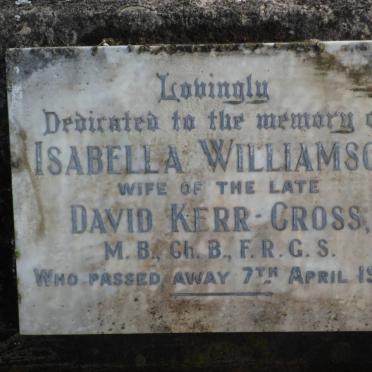 Lovingly
Dedicated to the memory
ISABELLA
WIFE OF THE LATE
DAVID KERR-CROSS,
M.B., Ch.B., F.R.G.S.
WHO PASSED AWAY 7TH APRIL